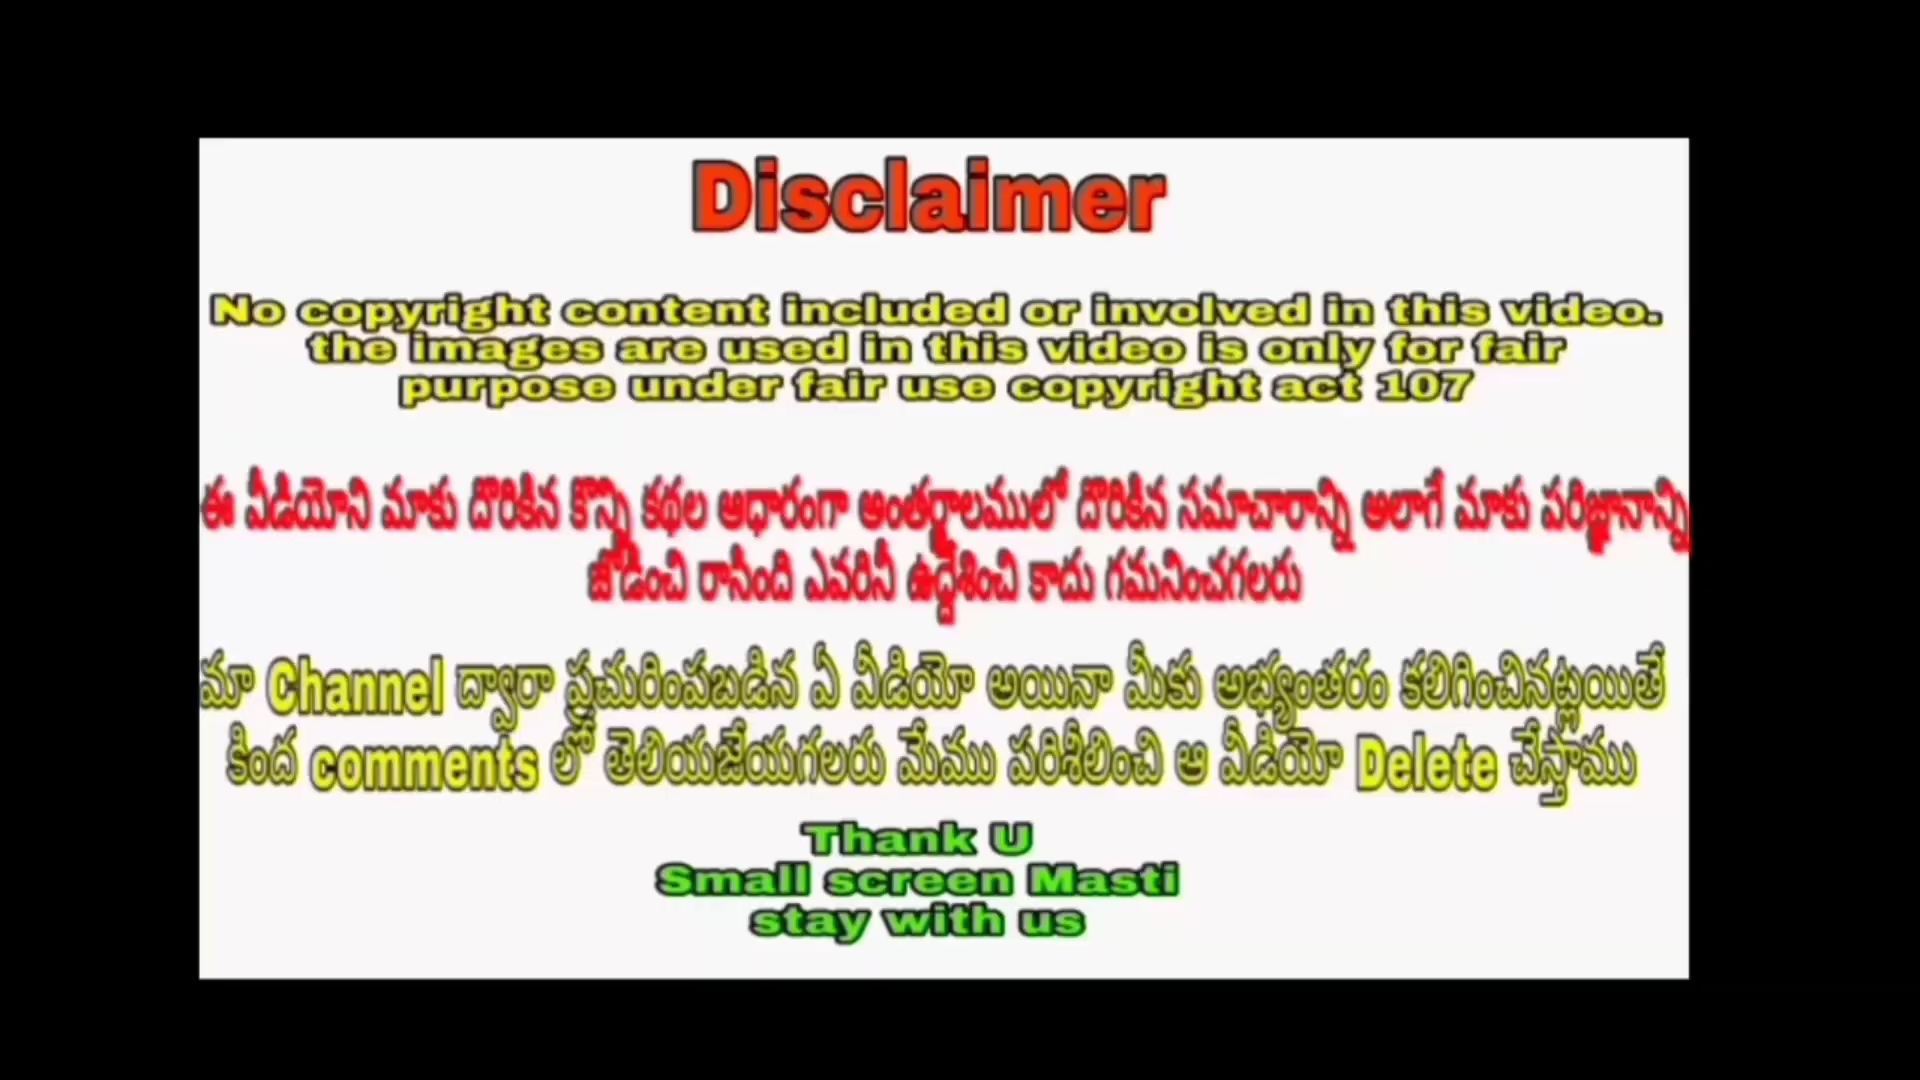 Disclaimer
No copyright content included or involved in this video.
the images are used in this video is only for fair
purpose under fair use copyright act 107
ఈ వీడియోని మాకు దొరికిన కొన్ని కథల ఆధారంగా అంతర్జాలములో దొరికిన సమాచారాన్ని అలాగే మాకు పరిజ్ఞానాన్ని
జోడించి రాసింది ఎవరినీ ఉద్దేశించి కాదు గమనించగలరు
మా Channel ద్వారా ప్రచురింపబడిన ఏ వీడియో అయినా మీకు అభ్యంతరం కలిగించినట్లయితే
కింద comments లో తెలియజేయగలరు మేము పరిశీలించి ఆ వీడియో Delete చేస్తాము
Thank U
Small screen Masti
stay with us